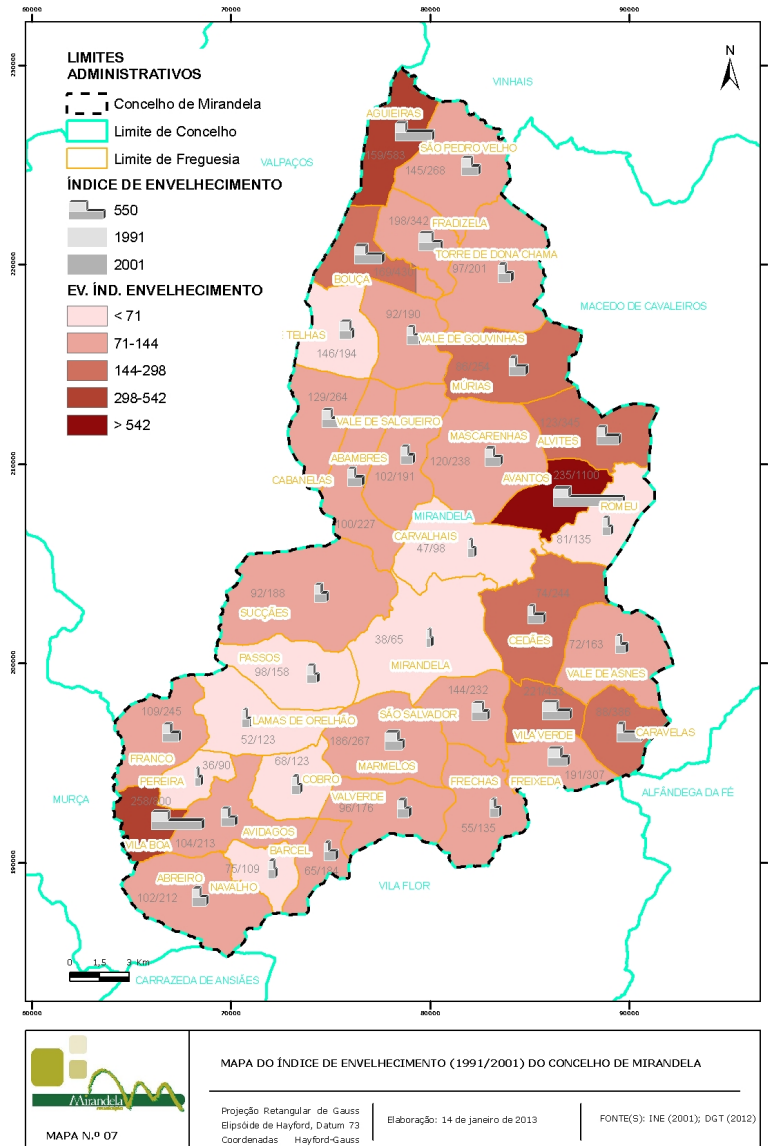 60000 70000 80000 90000
LIMITES
ADMINISTRATIVOS
Concelho de Mirandela
Limite de Concelho
Limite de Freguesia
ÍNDICE DE ENVELHECIMENTO
550
1991
2001
EV. ÍND. ENVELHECIMENTO
< 71
71-144
144-298
298-542
> 542
N
VINHAIS
VALPAÇOS
MACEDO DE CAVALEIROS
MURÇA
ALFÂNDEGA DA FÉ
VILA FLOR
CARRAZEDA DE ANSIÃES
MIRANDELA
AGUIEIRAS
159/583
SÃO PEDRO VELHO
145/268
198/342
FRADIZELA
TORRE DE DONA CHAMA
97/201
BOUÇA
92/190
TELHAS
146/194
VALE DE GOUVINHAS
MÚRIAS
129/264
VALE DE SALGUEIRO
MASCARENHAS
120/238
ALVITES
ABAMBRES
102/191
CABANELAS
100/227
AVANTOS
235/1100
ROMEU
81/135
CARVALHAIS
47/98
92/188
SUCÇÃES
38/65
MIRANDELA
CEDÃES
72/163
VALE DE ASNES
PASSOS
98/158
109/245
FRANCO
LAMAS DE ORELHÃO
52/123
SÃO SALVADOR
144/232
186/267
MARMELOS
VILA VERDE
CARAVELAS
36/90
PEREIRA
68/123
COBRO
VALVERDE
96/176
FRECHAS
55/135
FREIXEDA
191/307
VILA BOA
104/213
AVIDAGOS
BARCEL
75/109
NAVALHO
ABREIRO
102/212
0 1,5 3 Km
60000 70000 80000 90000
Mirandela
MAPA N.º 07
MAPA DO ÍNDICE DE ENVELHECIMENTO (1991/2001) DO CONCELHO DE MIRANDELA
Projeção Retangular de Gauss
Elipsóide de Hayford, Datum 73
Coordenadas Hayford-Gauss
Elaboração: 14 de janeiro de 2013
FONTE(S): INE (2001); DGT (2012)